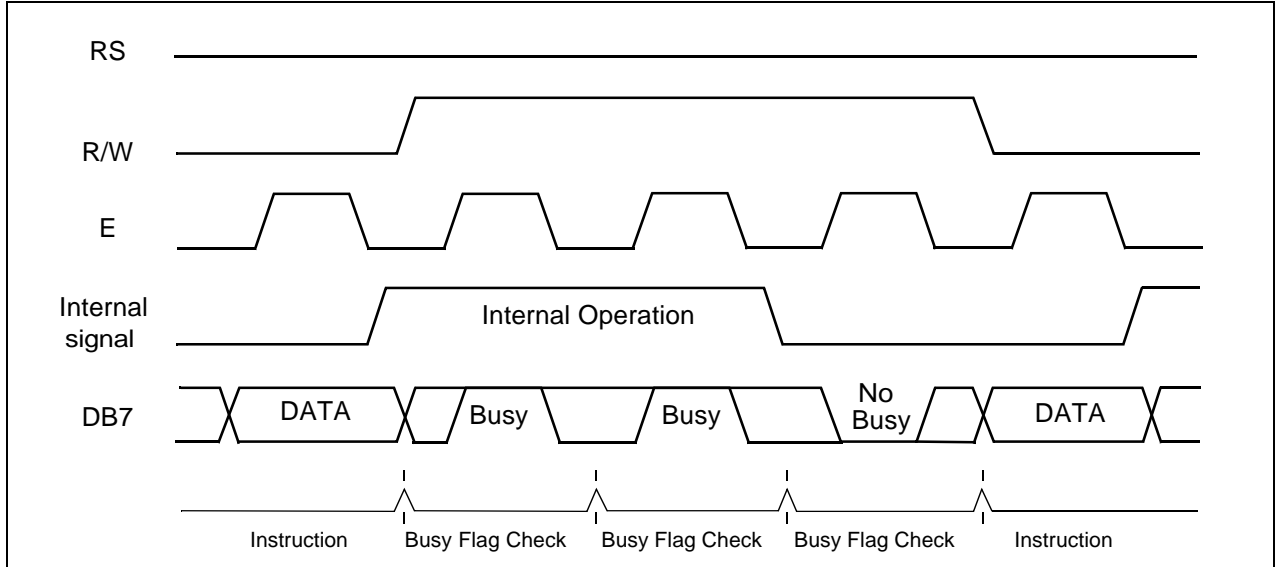 RS
R/W
E
Internal
signal
Internal Operation
DB7
DATA
Busy
Busy
No
Busy
DATA
Instruction
Busy Flag Check
Busy Flag Check
Busy Flag Check
Instruction